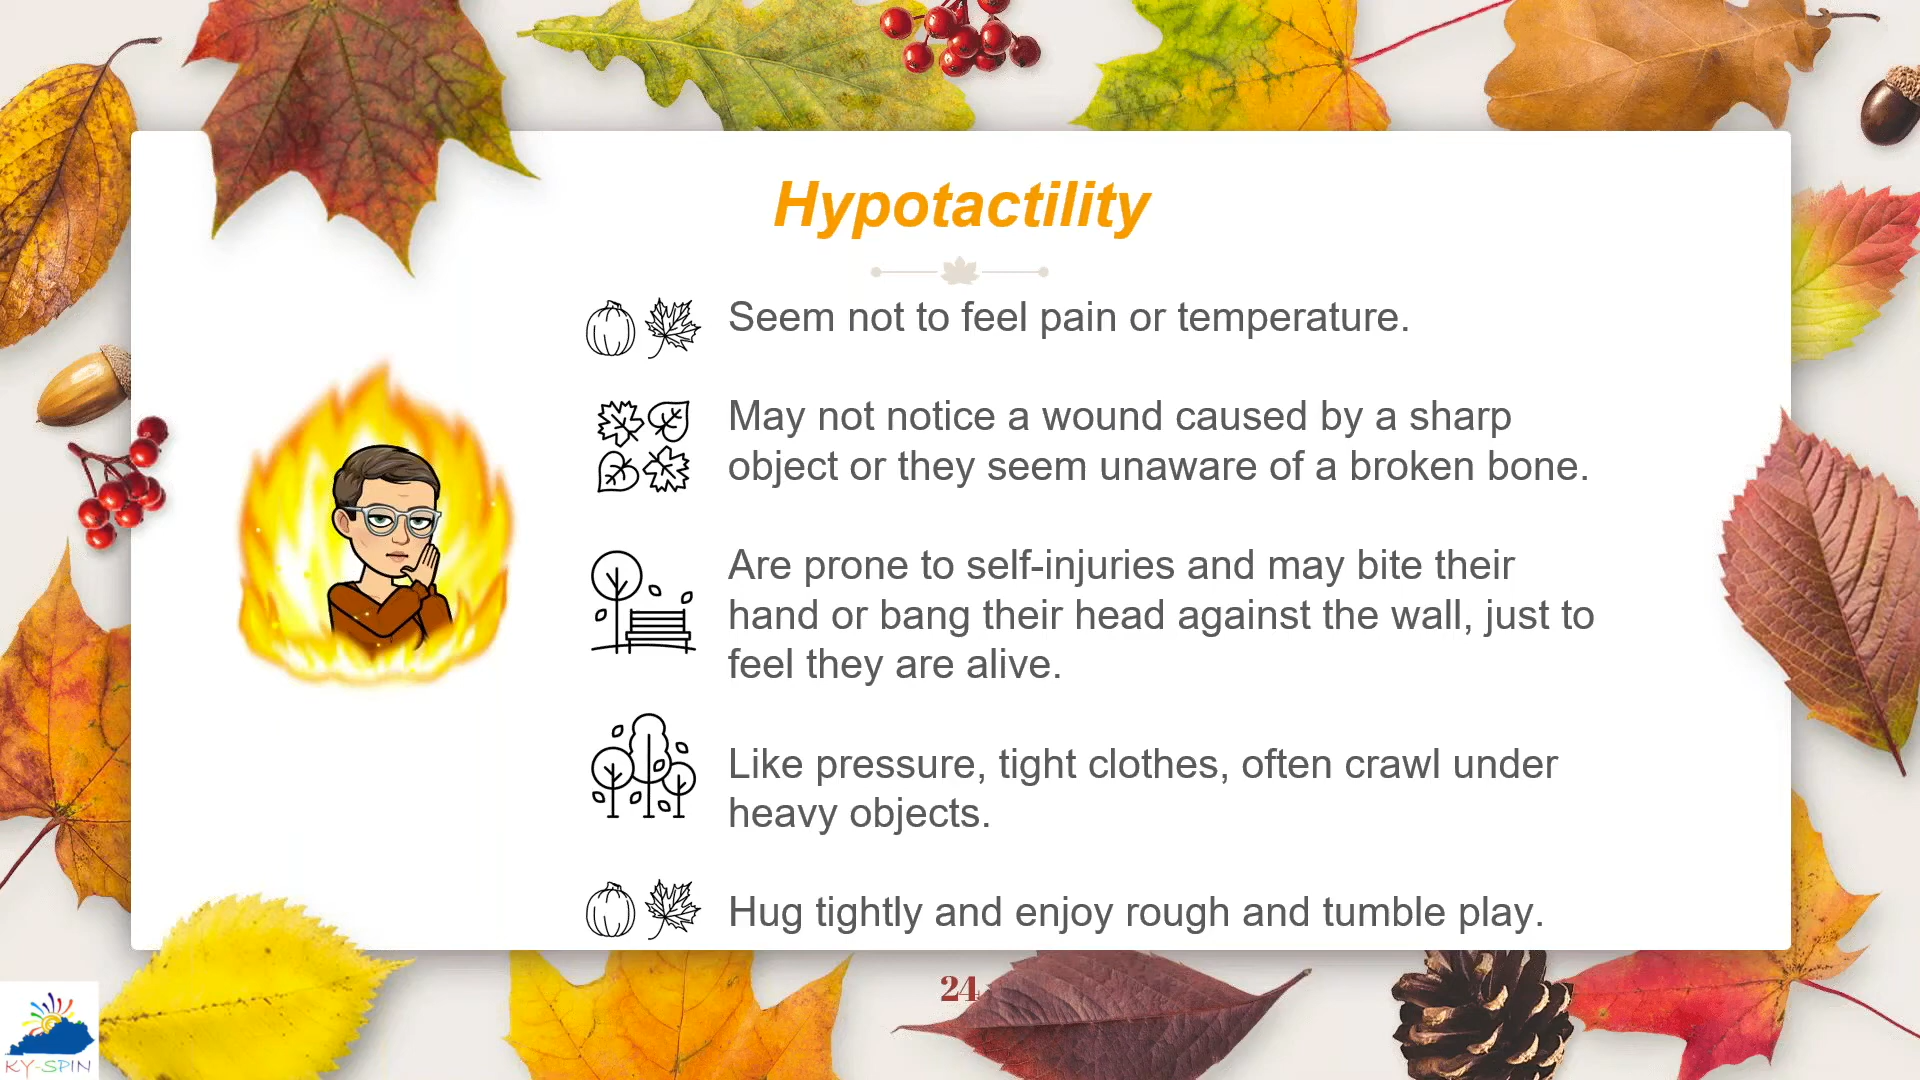 Hypotactility
Seem not to feel pain or temperature.
May not notice a wound caused by a sharp
object or they seem unaware of a broken bone.
Are prone to self-injuries and may bite their
hand or bang their head against the wall, just to
feel they are alive.
Like pressure, tight clothes, often crawl under
heavy objects.
Hug tightly and enjoy rough and tumble play.
24
KY-SPIN